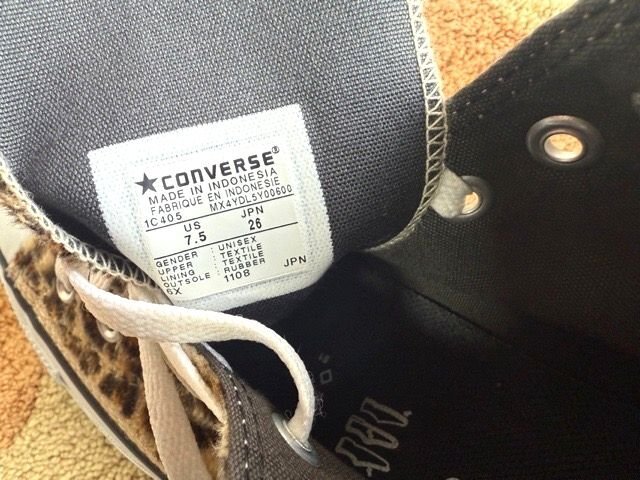 ★CONVERSE®
MADE IN INDONESIA
FABRIQUE EN INDONESIE
1C405 MX4YDL5Y00600
US JPN
7.5 26
GENDER UNISEX
UPPER TEXTILE
LINING TEXTILE
OUTSOLE RUBBER
6X 1108 JPN